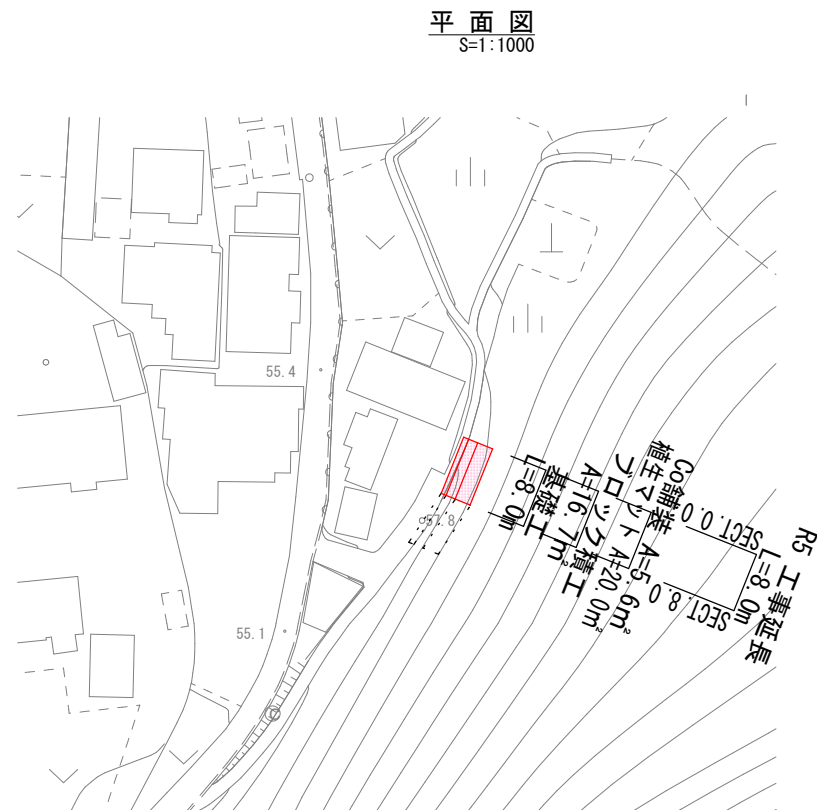 平面図
S=1:1000
55.4
57.8
55.1
基礎工
L=8.0m
ブロック積工
A=16.7㎡
植生マット A=20.0㎡
Co舗装 A=5.6㎡
SECT.0.0
SECT.8.0
R5 工事延長
L=8.0m